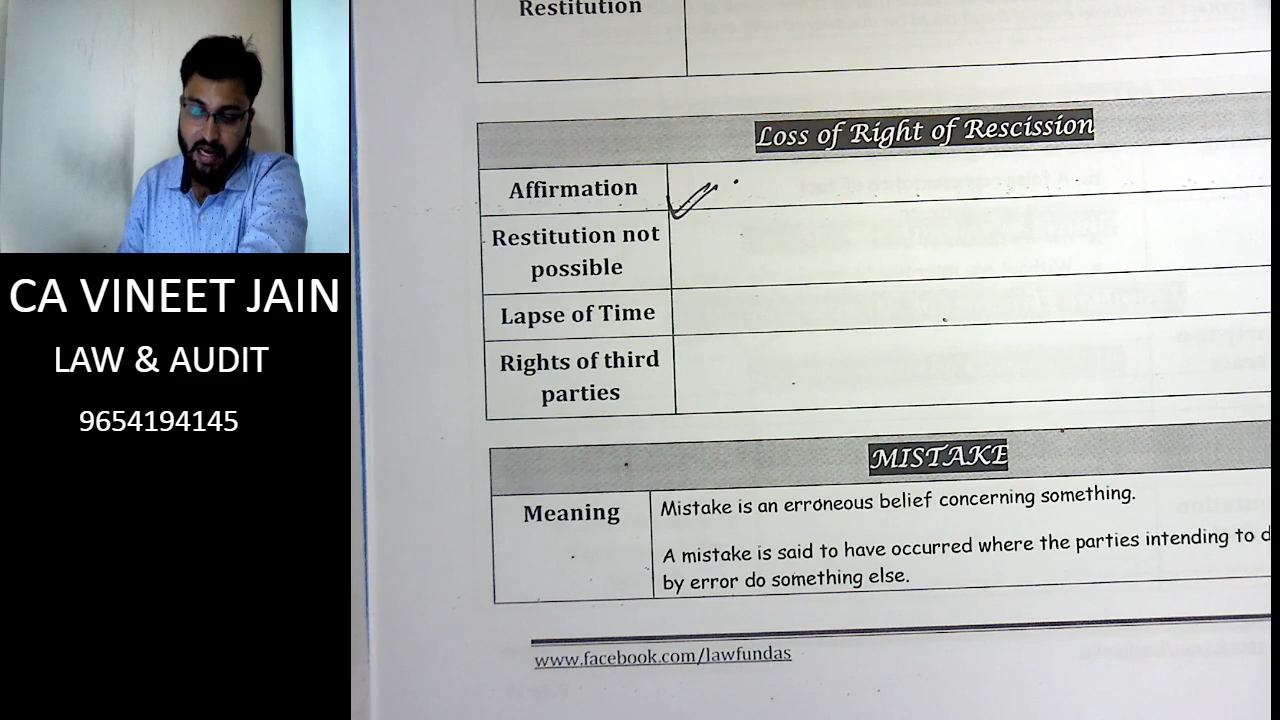 Restitution
Loss of Right of Rescission
Affirmation
Restitution not
possible
Lapse of Time
Rights of third
parties
MISTAKE
Meaning
Mistake is an erroneous belief concerning something.
A mistake is said to have occurred where the parties intending to d
by error do something else.
www.facebook.com/lawfundas
CA VINEET JAIN
LAW & AUDIT
9654194145